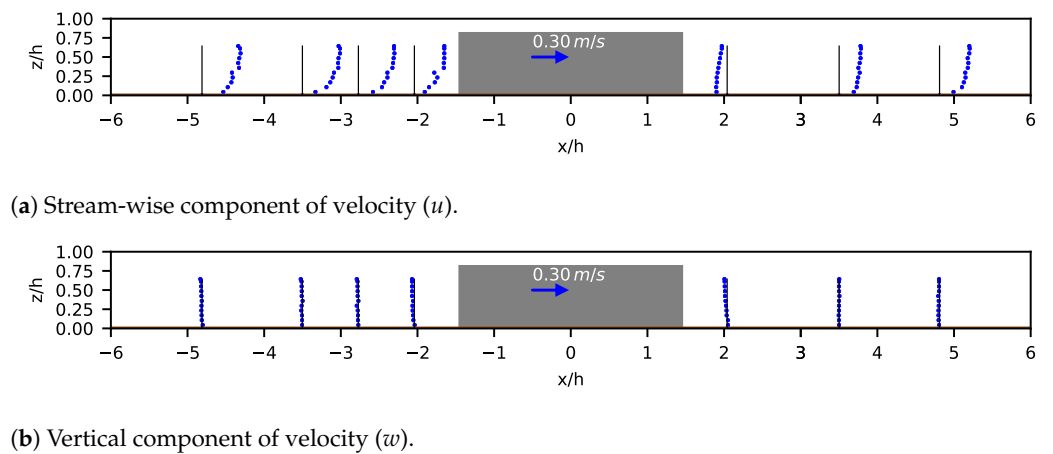 1.00
0.75
0.50
0.25
0.00
z/h
0.30 m/s
−6 −5 −4 −3 −2 −1 0 1 2 3 4 5 6
x/h
(a) Stream-wise component of velocity (u).
1.00
0.75
0.50
0.25
0.00
z/h
0.30 m/s
−6 −5 −4 −3 −2 −1 0 1 2 3 4 5 6
x/h
(b) Vertical component of velocity (w).